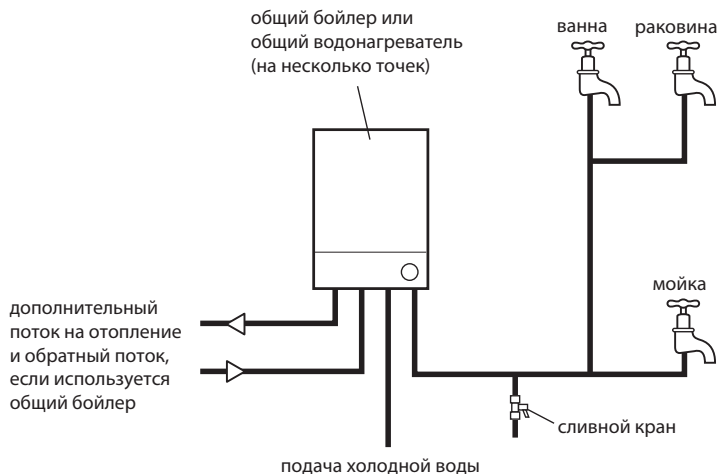 общий бойлер или
общий водонагреватель
(на несколько точек)
ванна
раковина
мойка
дополнительный
поток на отопление
и обратный поток,
если используется
общий бойлер
сливной кран
подача холодной воды